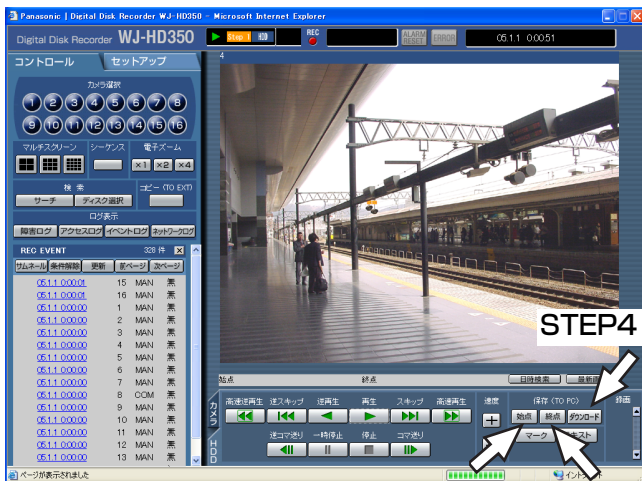 Panasonic | Digital Disk Recorder WJ-HD350 - Microsoft Internet Explorer
Digital Disk Recorder WJ-HD350
Step 1 HDD
REC
ALARM RESET
ERROR
05.1.1 0:00:51
コントロール セットアップ
4
カメラ選択
1 2 3 4 5 6 7 8
9 10 11 12 13 14 15 16
マルチスクリーン シーケンス 電子ズーム
×1 ×2 ×4
検索 コピー (TO EXT)
サーチ ディスク選択
ログ表示
障害ログ アクセスログ イベントログ ネットワークログ
REC EVENT 328 件
サムネール 条件解除 更新 前ページ 次ページ
05.1.1 0:00:01 15 MAN 無
05.1.1 0:00:01 16 MAN 無
05.1.1 0:00:00 1 MAN 無
05.1.1 0:00:00 2 MAN 無
05.1.1 0:00:00 3 MAN 無
05.1.1 0:00:00 4 MAN 無
05.1.1 0:00:00 5 MAN 無
05.1.1 0:00:00 6 MAN 無
05.1.1 0:00:00 7 MAN 無
05.1.1 0:00:00 8 COM 無
05.1.1 0:00:00 9 MAN 無
05.1.1 0:00:00 10 MAN 無
05.1.1 0:00:00 11 MAN 無
05.1.1 0:00:00 12 MAN 無
05.1.1 0:00:00 13 MAN 無
STEP4
始点 終点 日時検索
カメラ
HDD
高速逆再生 逆スキップ 逆再生 再生 スキップ 高速再生 速度 保存 (TO PC) 録画
始点 終点 ダウンロード
逆コマ送り 一時停止 停止 コマ送り
マーク
ページが表示されました